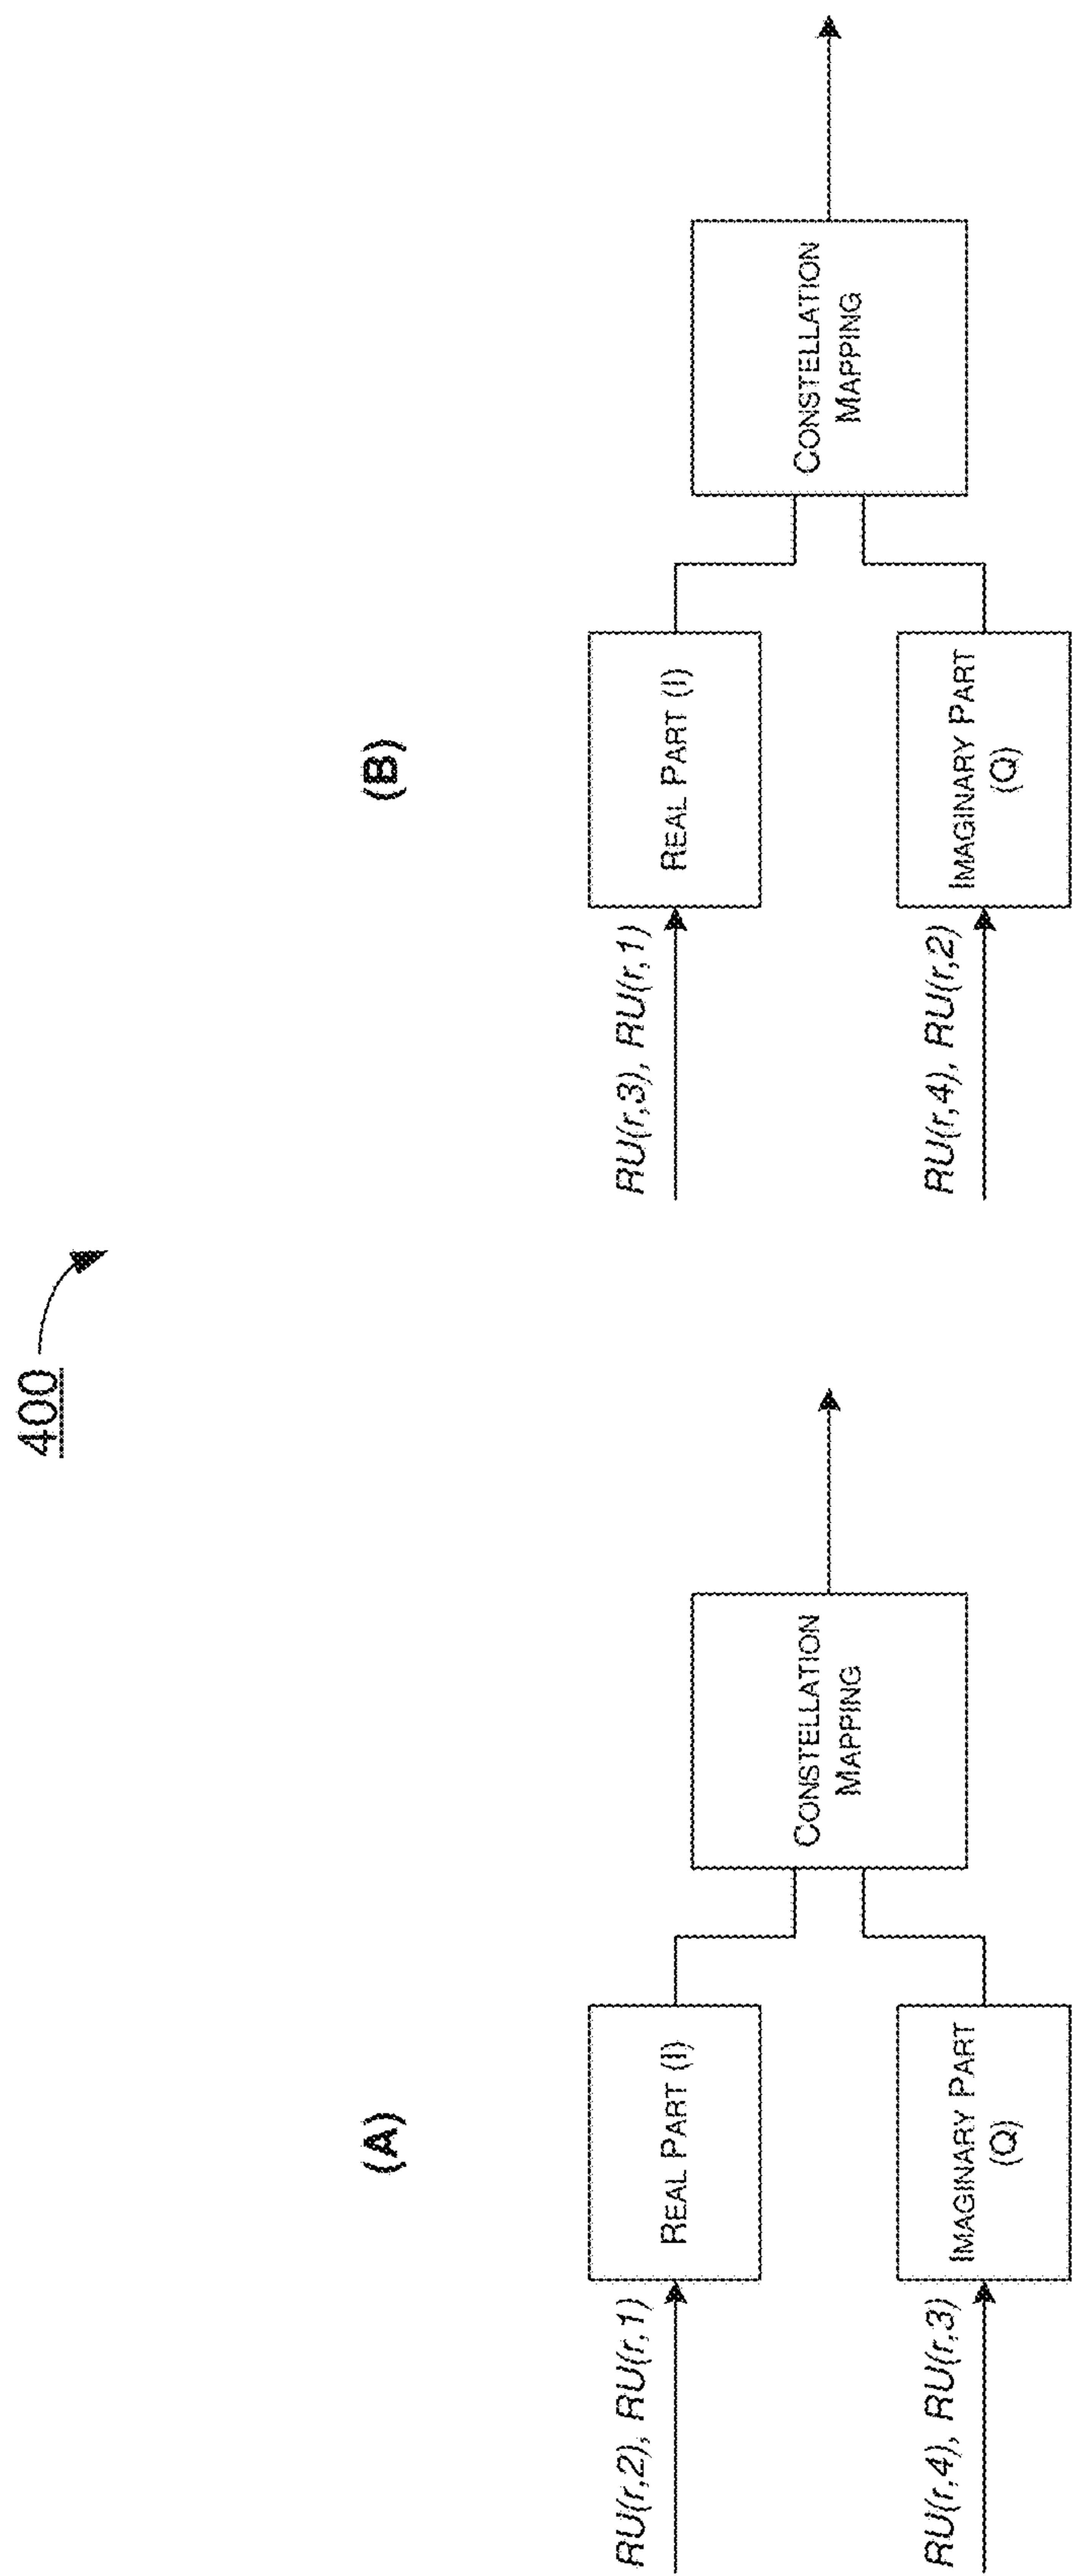 400
(A)
RU(r,2), RU(r,1)
REAL PART (I)
RU(r,4), RU(r,3)
IMAGINARY PART
(Q)
CONSTELLATION
MAPPING
(B)
RU(r,3), RU(r,1)
REAL PART (I)
RU(r,4), RU(r,2)
IMAGINARY PART
(Q)
CONSTELLATION
MAPPING